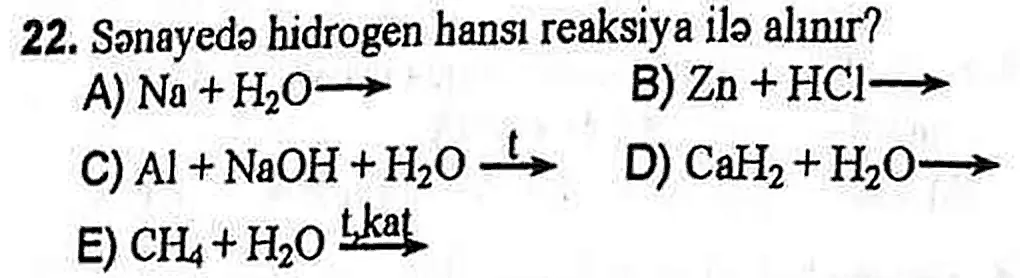 22. Sənayedə hidrogen hansı reaksiya ilə alınır?
A) Na + H₂O⟶ B) Zn + HCl⟶
C) Al + NaOH + H₂O —t→ D) CaH₂ + H₂O⟶
E) CH₄ + H₂O —t,kat→